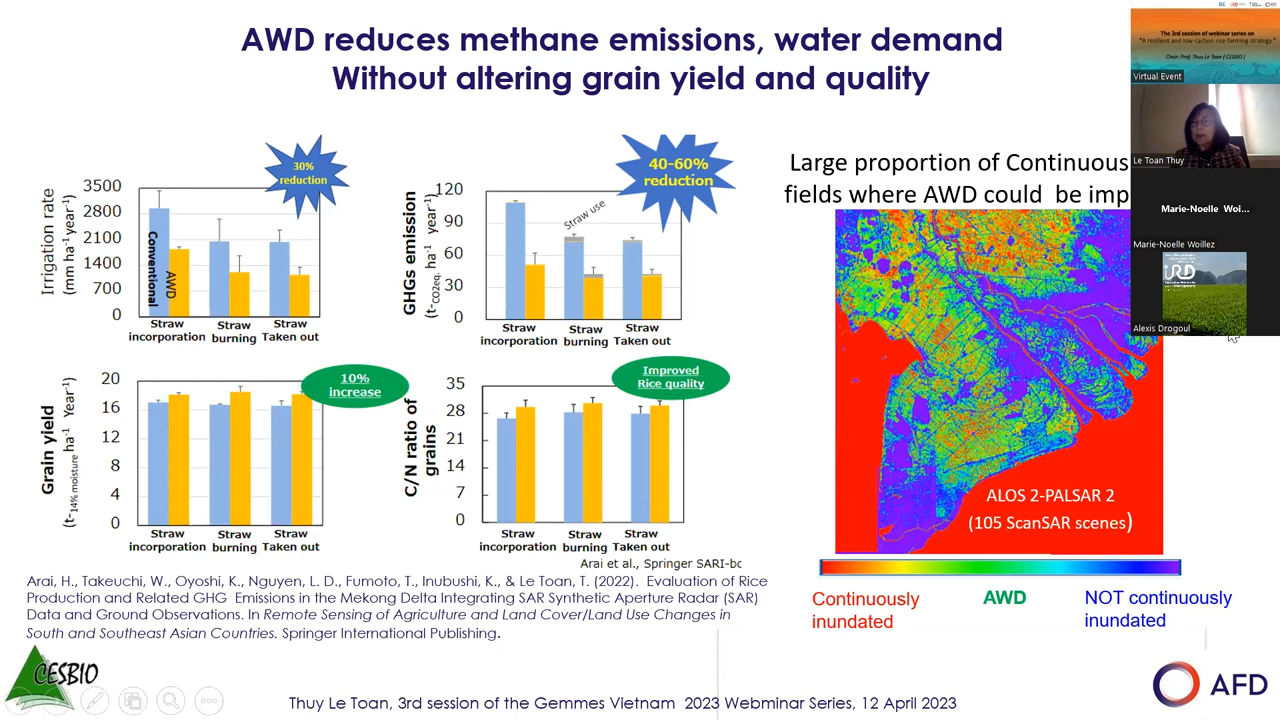 AWD reduces methane emissions, water demand
Without altering grain yield and quality
30%
reduction
Irrigation rate
(mm ha-1 year-1)
3500
2800
2100
1400
700
0
Conventional
AWD
Straw
incorporation
Straw
burning
Straw
Taken out
40-60%
reduction
GHGs emission
(t-CO2eq. ha-1 year-1)
120
90
60
30
0
Straw use
Straw
incorporation
Straw
burning
Straw
Taken out
10%
increase
Grain yield
(t-14% moisture ha-1 Year-1)
20
16
12
8
4
0
Straw
incorporation
Straw
burning
Straw
Taken out
Improved
Rice quality
C/N ratio of
grains
35
28
21
14
7
0
Straw
incorporation
Straw
burning
Straw
Taken out
Arai et al., Springer SARI-bo
Arai, H., Takeuchi, W., Oyoshi, K., Nguyen, L. D., Fumoto, T., Inubushi, K., & Le Toan, T. (2022). Evaluation of Rice
Production and Related GHG Emissions in the Mekong Delta Integrating SAR Synthetic Aperture Radar (SAR)
Data and Ground Observations. In Remote Sensing of Agriculture and Land Cover/Land Use Changes in
South and Southeast Asian Countries. Springer International Publishing.
Large proportion of Continuous
fields where AWD could be imp
ALOS 2-PALSAR 2
(105 ScanSAR scenes)
Continuously
inundated
AWD
NOT continuously
inundated
The 3rd session of webinar series on
"A resilient and low-carbon rice farming strategy"
Chair: Prof. Thuy Le Toan ( CESBIO )
Virtual Event
Le Toan Thuy
Marie-Noelle Woi...
Marie-Noelle Woillez
IRD
Alexis Drogoul
CESBIO
Thuy Le Toan, 3rd session of the Gemmes Vietnam 2023 Webminar Series, 12 April 2023
AFD